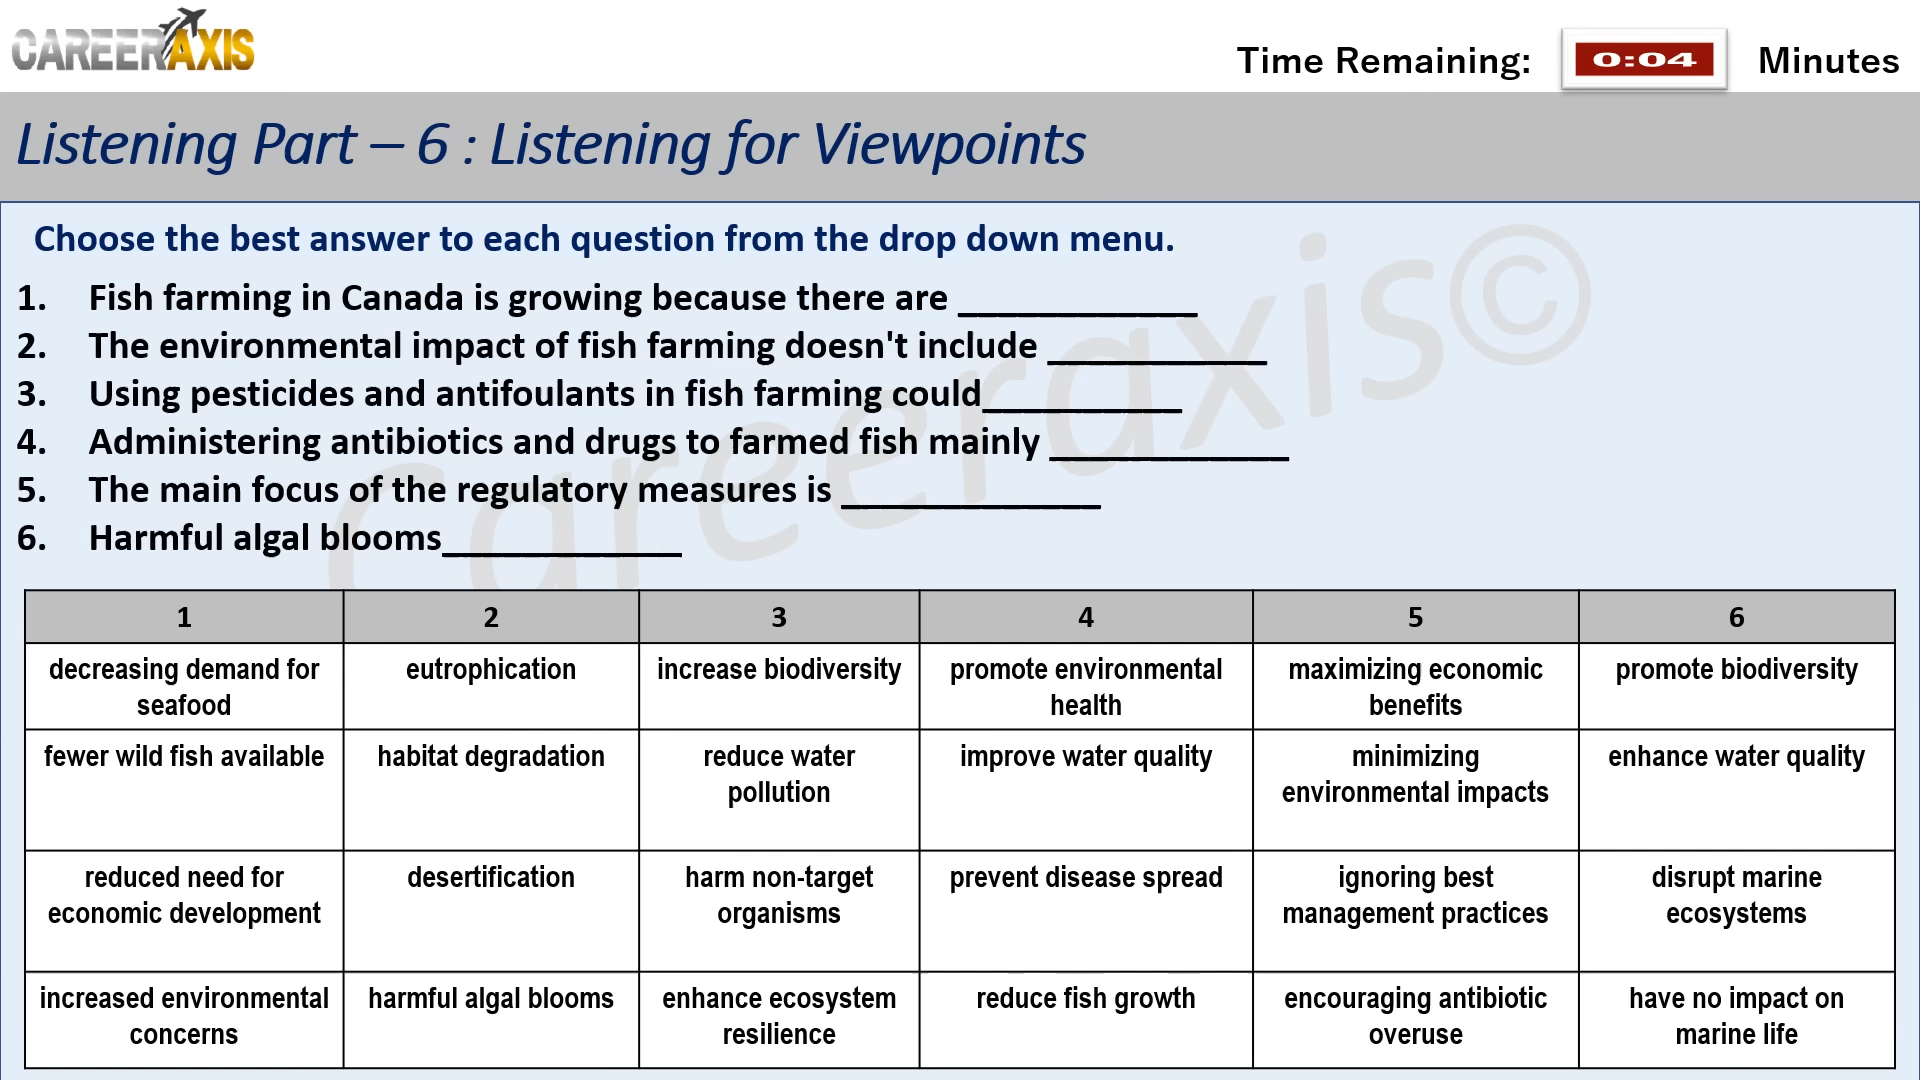 CAREERAXIS
Time Remaining: 0:04 Minutes
Listening Part – 6 : Listening for Viewpoints
Choose the best answer to each question from the drop down menu.
1. Fish farming in Canada is growing because there are ____________
2. The environmental impact of fish farming doesn't include ___________
3. Using pesticides and antifoulants in fish farming could__________
4. Administering antibiotics and drugs to farmed fish mainly ____________
5. The main focus of the regulatory measures is _____________
6. Harmful algal blooms____________
Careeraxis©
1 2 3 4 5 6
decreasing demand for seafood eutrophication increase biodiversity promote environmental health maximizing economic benefits promote biodiversity
fewer wild fish available habitat degradation reduce water pollution improve water quality minimizing environmental impacts enhance water quality
reduced need for economic development desertification harm non-target organisms prevent disease spread ignoring best management practices disrupt marine ecosystems
increased environmental concerns harmful algal blooms enhance ecosystem resilience reduce fish growth encouraging antibiotic overuse have no impact on marine life